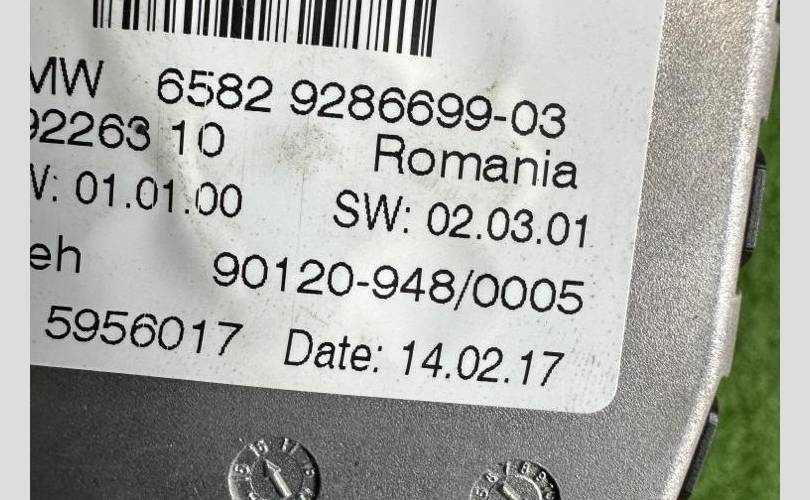 MW 6582 9286699-03
92263 10 Romania
V: 01.01.00 SW: 02.03.01
eh 90120-948/0005
5956017 Date: 14.02.17